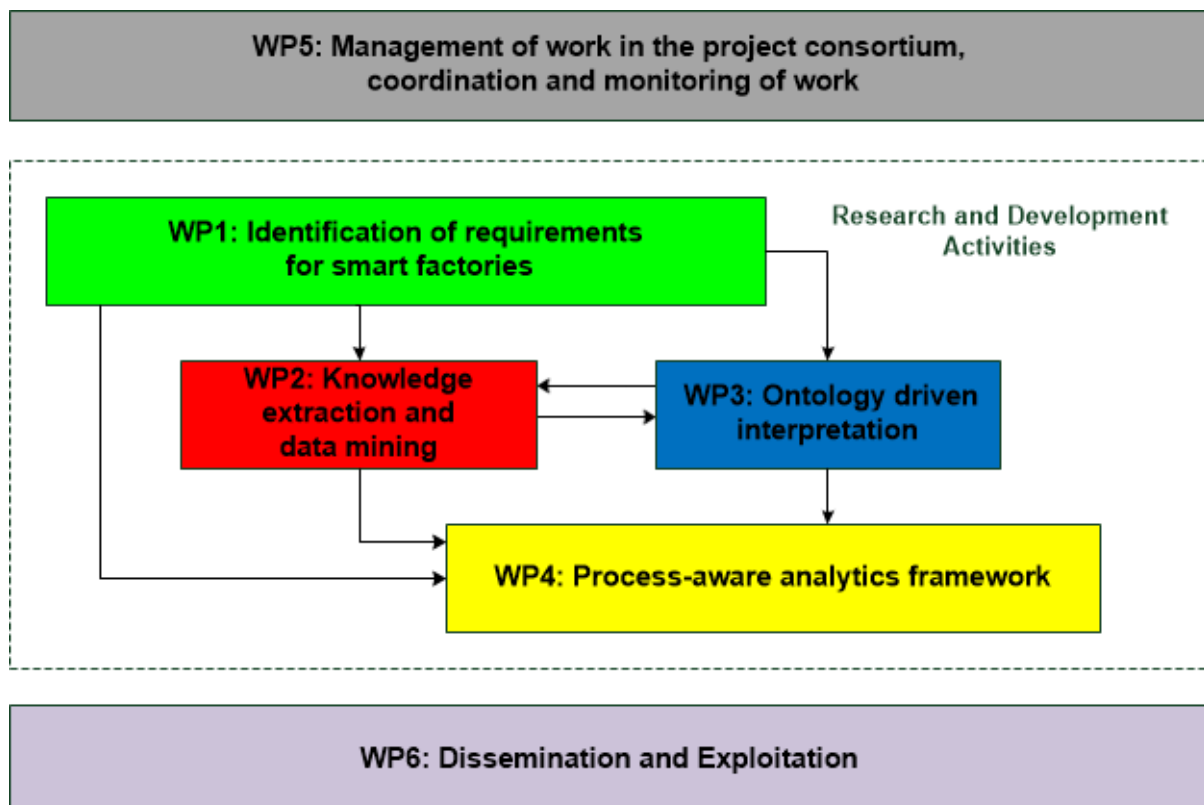 WP5: Management of work in the project consortium,
coordination and monitoring of work
WP1: Identification of requirements
for smart factories
Research and Development
Activities
WP2: Knowledge
extraction and
data mining
WP3: Ontology driven
interpretation
WP4: Process-aware analytics framework
WP6: Dissemination and Exploitation